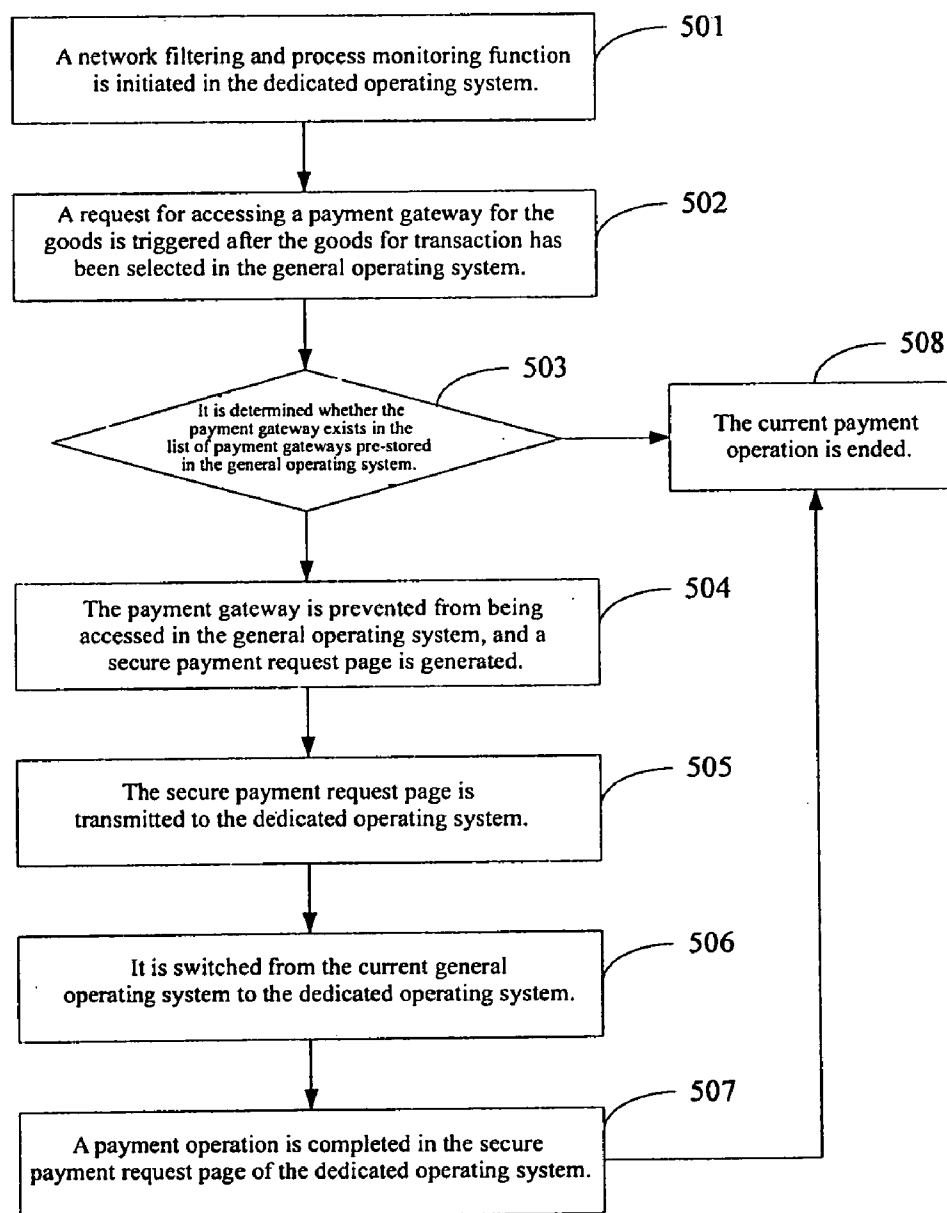 501
A network filtering and process monitoring function
is initiated in the dedicated operating system.
502
A request for accessing a payment gateway for the
goods is triggered after the goods for transaction has
been selected in the general operating system.
503
It is determined whether the
payment gateway exists in the
list of payment gateways pre-stored
in the general operating system.
508
The current payment
operation is ended.
504
The payment gateway is prevented from being
accessed in the general operating system, and a
secure payment request page is generated.
505
The secure payment request page is
transmitted to the dedicated operating system.
506
It is switched from the current general
operating system to the dedicated operating system.
507
A payment operation is completed in the secure
payment request page of the dedicated operating system.